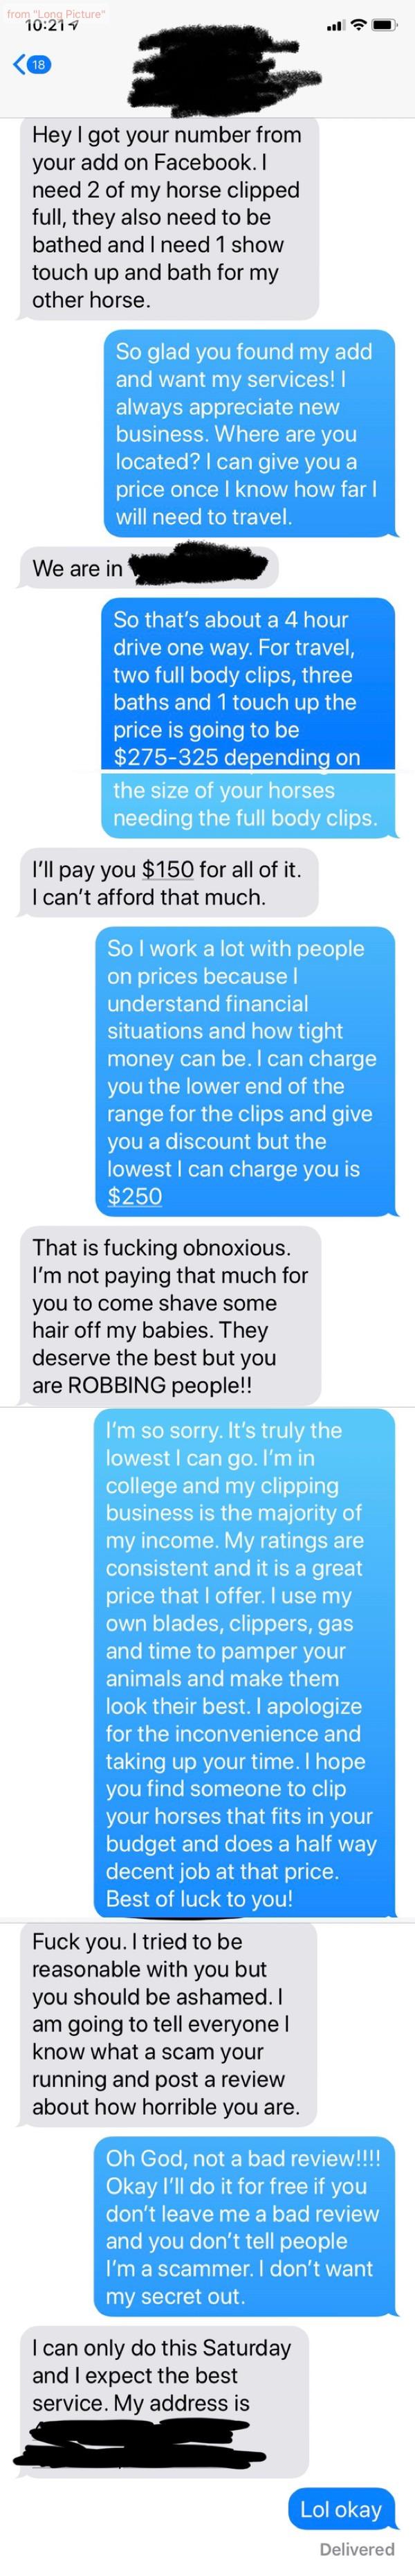 from "Long Picture"
10:21
18
Hey I got your number from
your add on Facebook. I
need 2 of my horse clipped
full, they also need to be
bathed and I need 1 show
touch up and bath for my
other horse.
So glad you found my add
and want my services! I
always appreciate new
business. Where are you
located? I can give you a
price once I know how far I
will need to travel.
We are in
So that's about a 4 hour
drive one way. For travel,
two full body clips, three
baths and 1 touch up the
price is going to be
$275-325 depending on
the size of your horses
needing the full body clips.
I'll pay you $150 for all of it.
I can't afford that much.
So I work a lot with people
on prices because I
understand financial
situations and how tight
money can be. I can charge
you the lower end of the
range for the clips and give
you a discount but the
lowest I can charge you is
$250
That is fucking obnoxious.
I'm not paying that much for
you to come shave some
hair off my babies. They
deserve the best but you
are ROBBING people!!
I'm so sorry. It's truly the
lowest I can go. I'm in
college and my clipping
business is the majority of
my income. My ratings are
consistent and it is a great
price that I offer. I use my
own blades, clippers, gas
and time to pamper your
animals and make them
look their best. I apologize
for the inconvenience and
taking up your time. I hope
you find someone to clip
your horses that fits in your
budget and does a half way
decent job at that price.
Best of luck to you!
Fuck you. I tried to be
reasonable with you but
you should be ashamed. I
am going to tell everyone I
know what a scam your
running and post a review
about how horrible you are.
Oh God, not a bad review!!!!
Okay I'll do it for free if you
don't leave me a bad review
and you don't tell people
I'm a scammer. I don't want
my secret out.
I can only do this Saturday
and I expect the best
service. My address is
Lol okay
Delivered